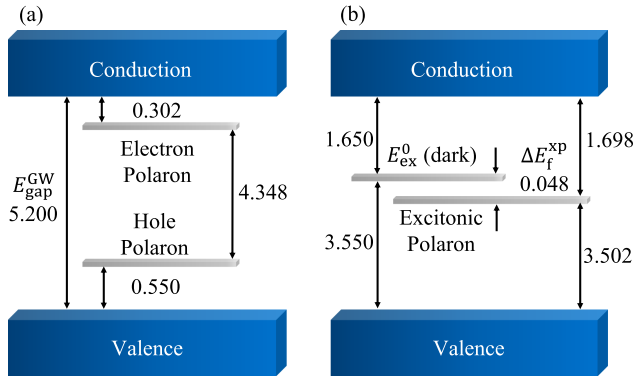 (a)
Conduction
0.302
Electron
Polaron
E_gap^GW
5.200
4.348
Hole
Polaron
0.550
Valence
(b)
Conduction
1.650
E_ex^0 (dark)
ΔE_f^xp
0.048
1.698
Excitonic
Polaron
3.550
3.502
Valence